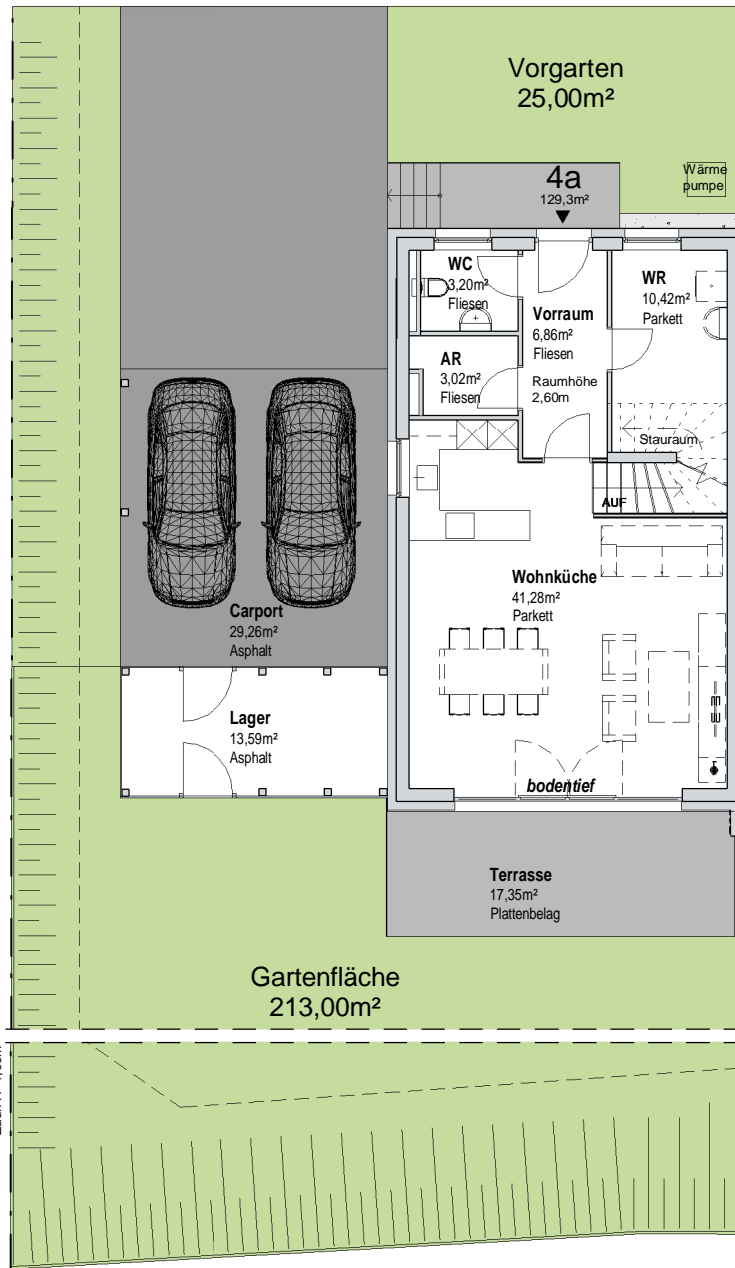 Vorgarten
25,00m²
Wärme
pumpe
4a
129,3m²
WC
3,20m²
Fliesen
Vorraum
6,86m²
Fliesen
Raumhöhe
2,60m
WR
10,42m²
Parkett
AR
3,02m²
Fliesen
Stauraum
AUF
Wohnküche
41,28m²
Parkett
Carport
29,26m²
Asphalt
Lager
13,59m²
Asphalt
bodentief
Terrasse
17,35m²
Plattenbelag
Gartenfläche
213,00m²